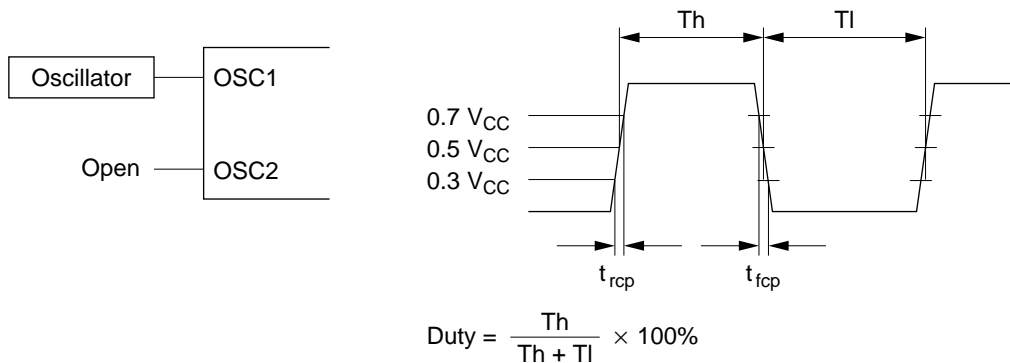 Oscillator
OSC1
Open
OSC2
Th
Tl
0.7 VCC
0.5 VCC
0.3 VCC
trcp
tfcp
Duty = Th / Th + Tl × 100%